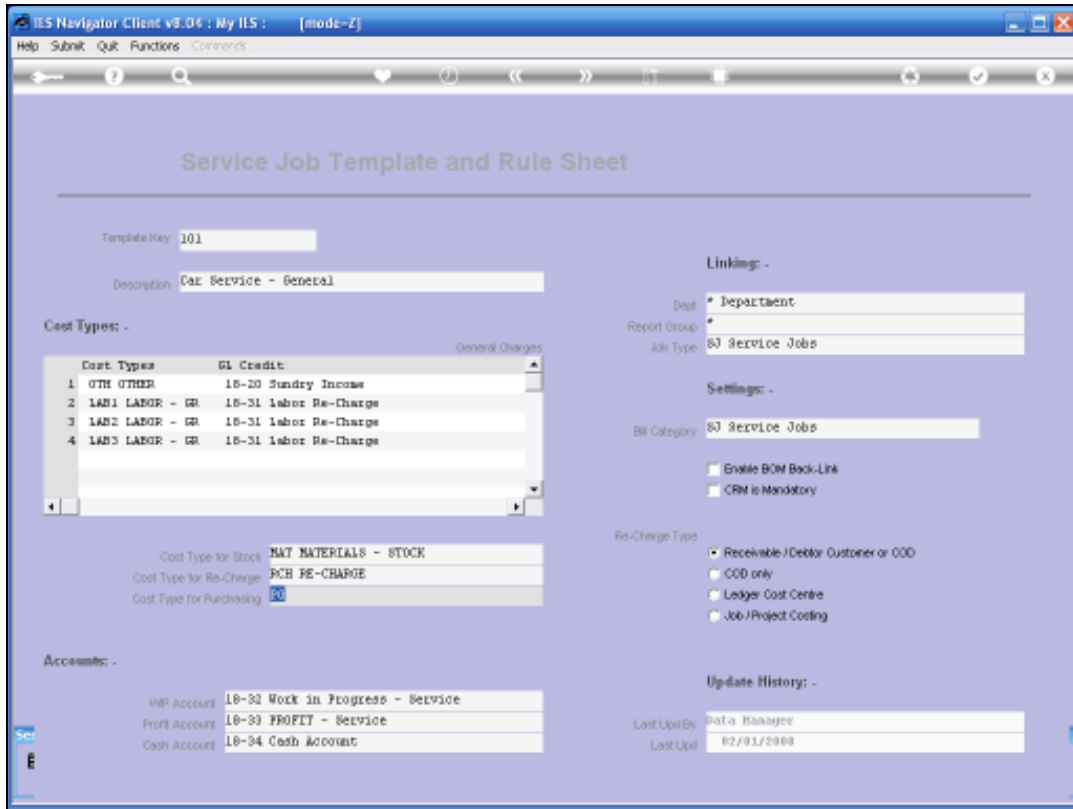 IES Navigator Client v8.04 : My IES : [mode-Z]
Help Submit Quit Functions Commands
Service Job Template and Rule Sheet
Template Key 101
Description Car Service - General
Cost Types: -
General Charges
Cost Types GL Credit
1 OTH OTHER 18-20 Sundry Income
2 LAB1 LABOR - GR 18-31 Labor Re-Charge
3 LAB2 LABOR - GR 18-31 Labor Re-Charge
4 LAB3 LABOR - GR 18-31 Labor Re-Charge
Cost Type for Stock MAT MATERIALS - STOCK
Cost Type for Re-Charge RCH RE-CHARGE
Cost Type for Purchasing PO
Accounts: -
WIP Account 18-32 Work in Progress - Service
Profit Account 18-33 PROFIT - Service
Cash Account 18-34 Cash Account
Linking: -
Dept * Department
Report Group *
Job Type SJ Service Jobs
Settings: -
Bill Category SJ Service Jobs
Enable BOM Back-Link
CRM is Mandatory
Re-Charge Type
Receivable / Debtor Customer or COD
COD only
Ledger Cost Centre
Job / Project Costing
Update History: -
Last Upd By Data Manager
Last Upd 02/01/2008